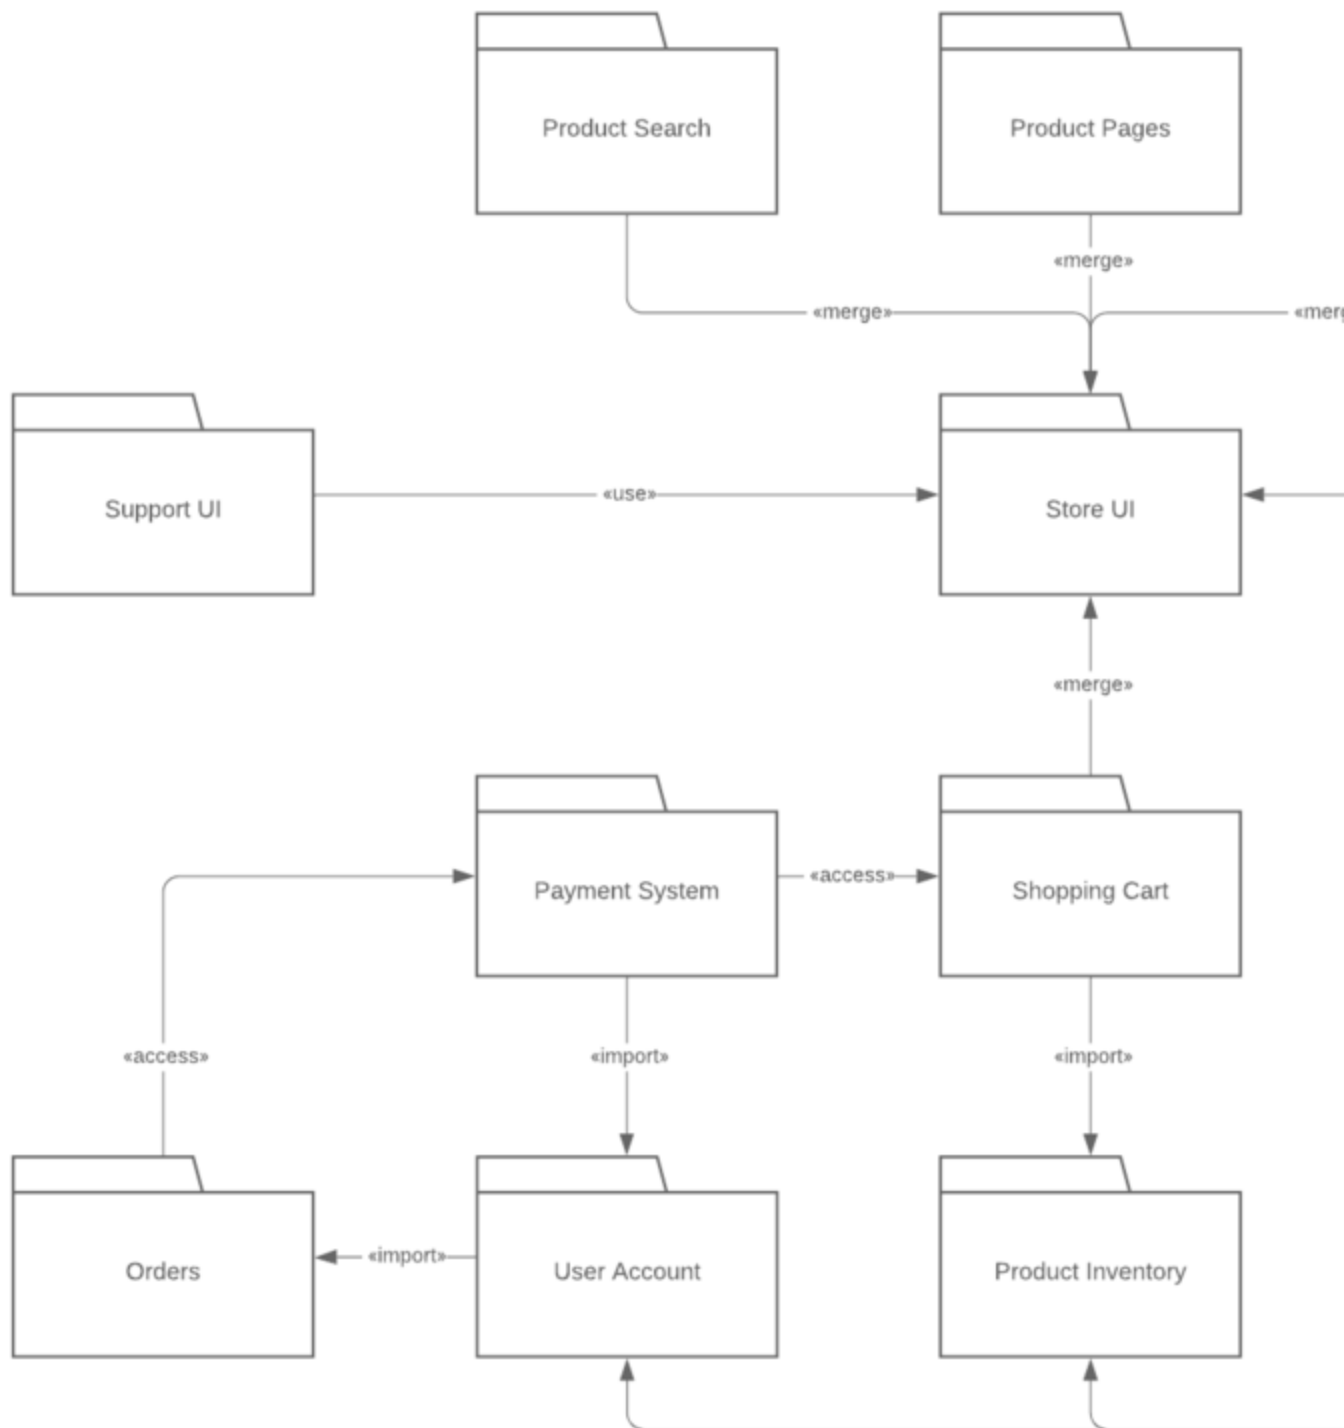 Product Search
Product Pages
«merge»
«merge»
«merg
Support UI
«use»
Store UI
«merge»
Payment System
«access»
Shopping Cart
«access»
«import»
«import»
Orders
«import»
User Account
Product Inventory